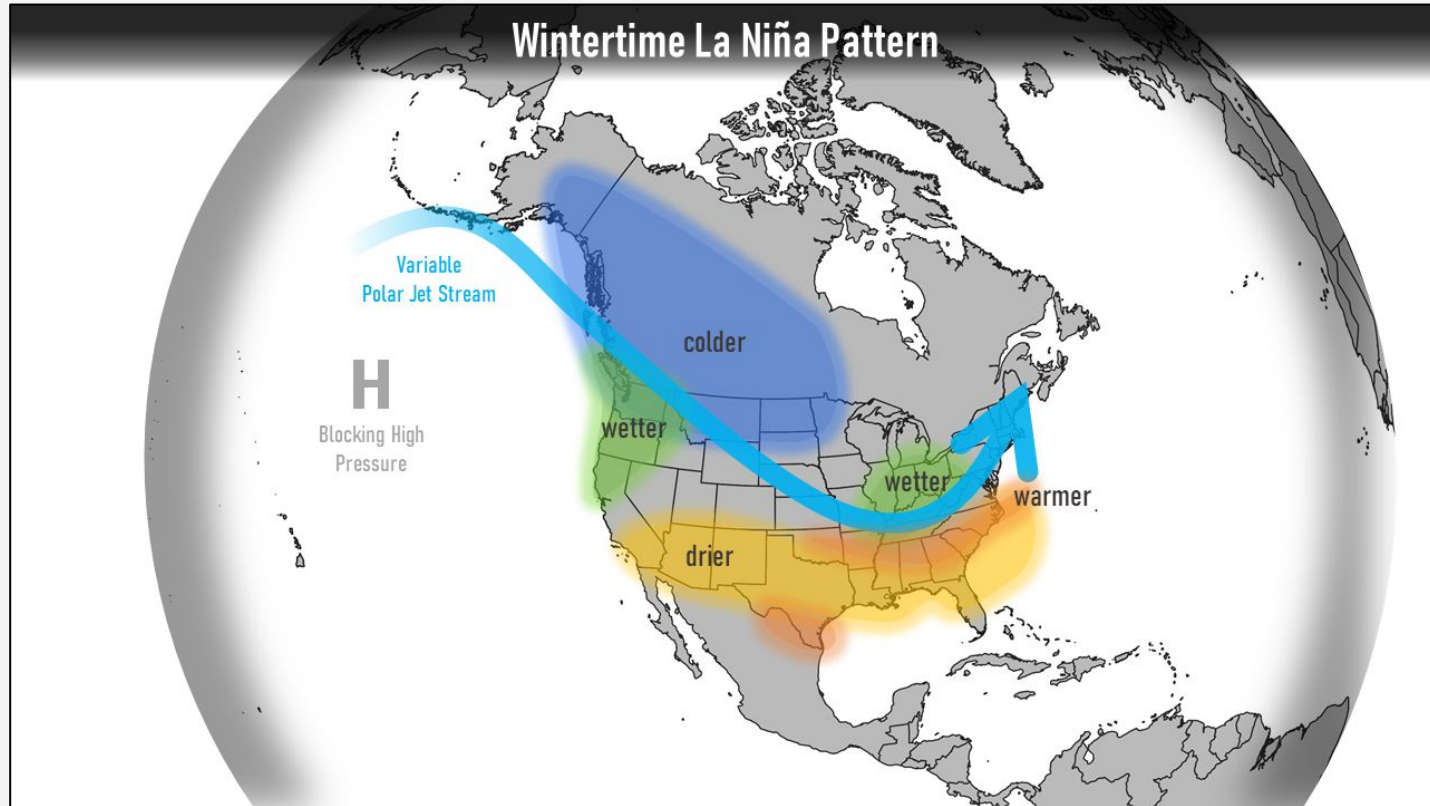 Wintertime La Niña Pattern
Variable
Polar Jet Stream
colder
H
Blocking High
Pressure
wetter
wetter
warmer
drier